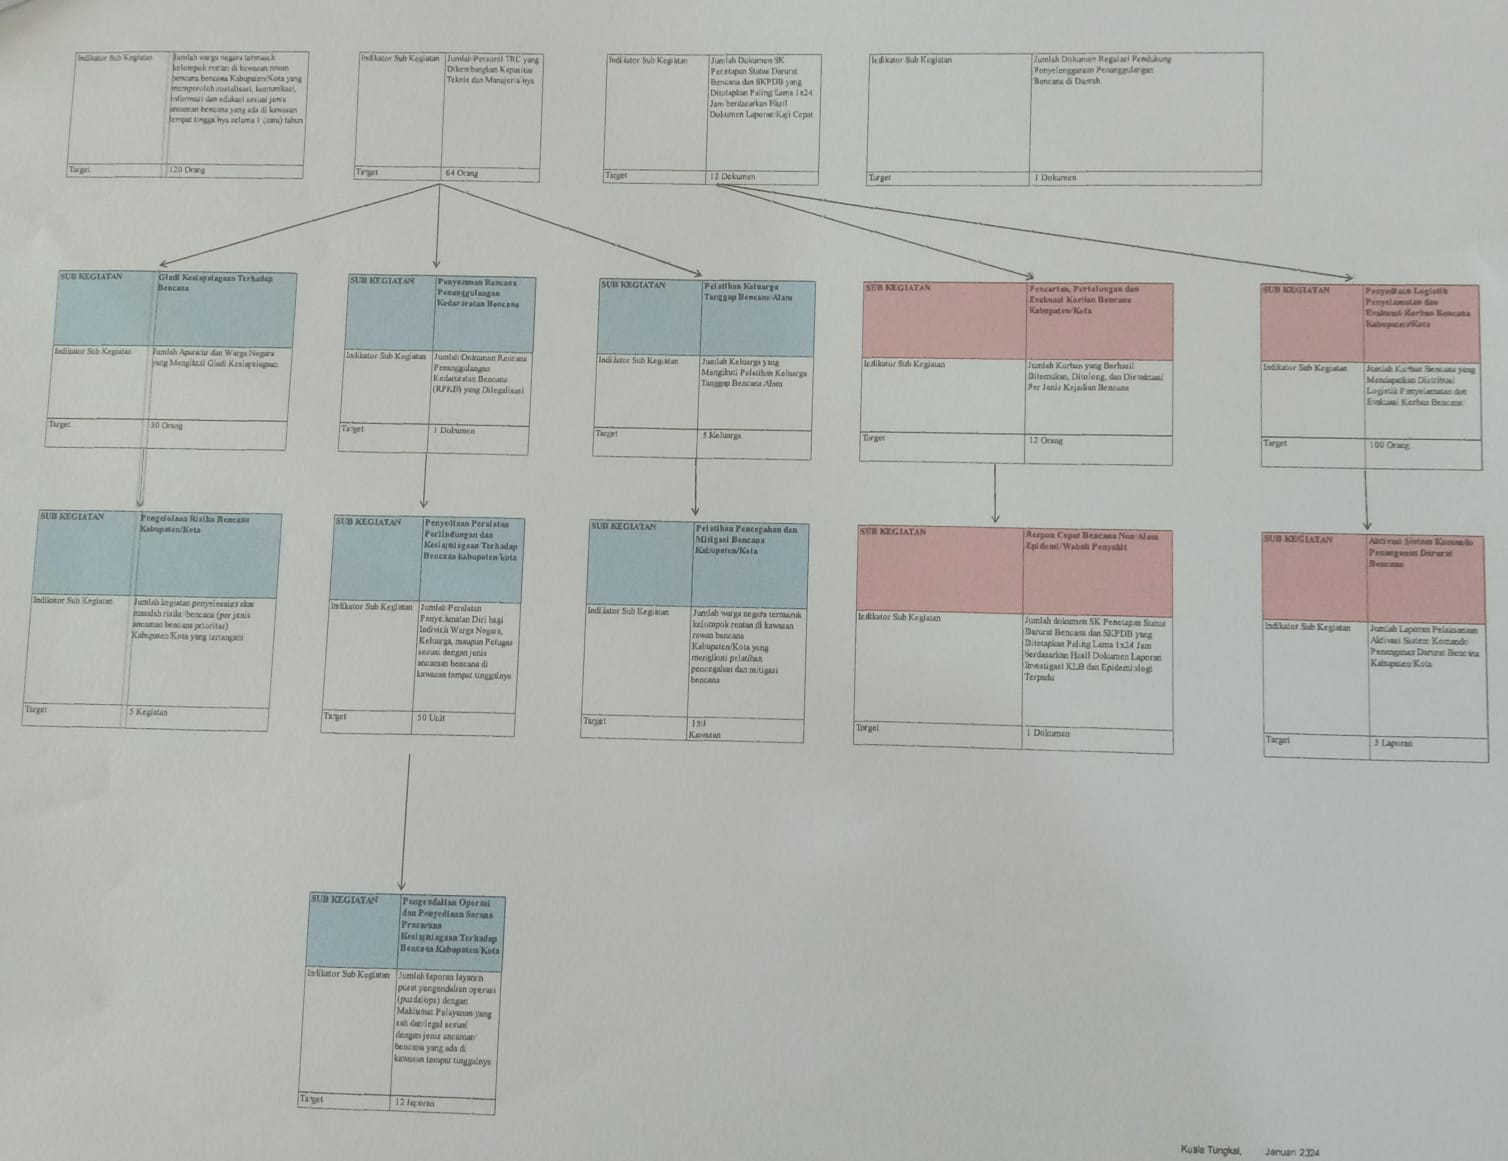 Indikator Sub Kegiatan
Jumlah warga negara termasuk
kelompok rentan di kawasan rawan
bencana bencana Kabupaten/Kota yang
memperoleh sosialisasi, komunikasi,
informasi dan edukasi sesuai jenis
ancaman bencana yang ada di kawasan
tempat tinggalnya selama 1 (satu) tahun
Target
120 Orang
Indikator Sub Kegiatan
Jumlah Personil TRC yang
Dikembangkan Kapasitas
Teknis dan Manajerialnya
Target
64 Orang
Indikator Sub Kegiatan
Jumlah Dokumen SK
Penetapan Status Darurat
Bencana dan SKPDB yang
Ditetapkan Paling Lama 1x24
Jam berdasarkan Hasil
Dokumen Laporan Kaji Cepat
Target
12 Dokumen
Indikator Sub Kegiatan
Jumlah Dokumen Regulasi Pendukung
Penyelenggaraan Penanggulangan
Bencana di Daerah
Target
1 Dokumen
SUB KEGIATAN
Gladi Kesiapsiagaan Terhadap
Bencana
Indikator Sub Kegiatan
Jumlah Aparatur dan Warga Negara
yang Mengikuti Gladi Kesiapsiagaan
Target
30 Orang
SUB KEGIATAN
Penyusunan Rencana
Penanggulangan
Kedaruratan Bencana
Indikator Sub Kegiatan
Jumlah Dokumen Rencana
Penanggulangan
Kedaruratan Bencana
(RPKB) yang Dilegalisasi
Target
1 Dokumen
SUB KEGIATAN
Pelatihan Keluarga
Tanggap Bencana Alam
Indikator Sub Kegiatan
Jumlah Keluarga yang
Mengikuti Pelatihan Keluarga
Tanggap Bencana Alam
Target
5 Keluarga
SUB KEGIATAN
Pencarian, Pertolongan dan
Evakuasi Korban Bencana
Kabupaten/Kota
Indikator Sub Kegiatan
Jumlah Korban yang Berhasil
Ditemukan, Ditolong, dan Dievakuasi
Per Jenis Kejadian Bencana
Target
12 Orang
SUB KEGIATAN
Penyediaan Logistik
Penyelamatan dan
Evakuasi Korban Bencana
Kabupaten/Kota
Indikator Sub Kegiatan
Jumlah Korban Bencana yang
Mendapatkan Distribusi
Logistik Penyelamatan dan
Evakuasi Korban Bencana
Target
100 Orang
SUB KEGIATAN
Pengelolaan Risiko Bencana
Kabupaten/Kota
Indikator Sub Kegiatan
Jumlah kegiatan penyelesaian akar
masalah risiko bencana (per jenis
ancaman bencana prioritas)
Kabupaten/Kota yang tertangani
Target
5 Kegiatan
SUB KEGIATAN
Penyediaan Peralatan
Perlindungan dan
Kesiapsiagaan Terhadap
Bencana kabupaten/kota
Indikator Sub Kegiatan
Jumlah Peralatan
Penyelamatan Diri bagi
Individu Warga Negara,
Keluarga, maupun Petugas
sesuai dengan jenis
ancaman bencana di
kawasan tempat tinggalnya
Target
50 Unit
SUB KEGIATAN
Pelatihan Pencegahan dan
Mitigasi Bencana
Kabupaten/Kota
Indikator Sub Kegiatan
Jumlah warga negara termasuk
kelompok rentan di kawasan
rawan bencana
Kabupaten/Kota yang
mengikuti pelatihan
pencegahan dan mitigasi
bencana
Target
Kawasan
SUB KEGIATAN
Respon Cepat Bencana Non Alam
Epidemi/Wabah Penyakit
Indikator Sub Kegiatan
Jumlah dokumen SK Penetapan Status
Darurat Bencana dan SKPDB yang
Ditetapkan Paling Lama 1x24 Jam
Berdasarkan Hasil Dokumen Laporan
Investigasi KLB dan Epidemiologi
Terpadu
Target
1 Dokumen
SUB KEGIATAN
Aktivasi Sistem Komando
Penanganan Darurat
Bencana
Indikator Sub Kegiatan
Jumlah Laporan Pelaksanaan
Aktivasi Sistem Komando
Penanganan Darurat Bencana
Kabupaten/Kota
Target
3 Laporan
SUB KEGIATAN
Pengendalian Operasi
dan Penyediaan Sarana
Prasarana
Kesiapsiagaan Terhadap
Bencana Kabupaten/Kota
Indikator Sub Kegiatan
Jumlah laporan layanan
pusat pengendalian operasi
(pusdalops) dengan
Maklumat Pelayanan yang
sah dan legal sesuai
dengan jenis ancaman
bencana yang ada di
kawasan tempat tinggalnya
Target
12 laporan
Kuala Tungkal, Januari 2024